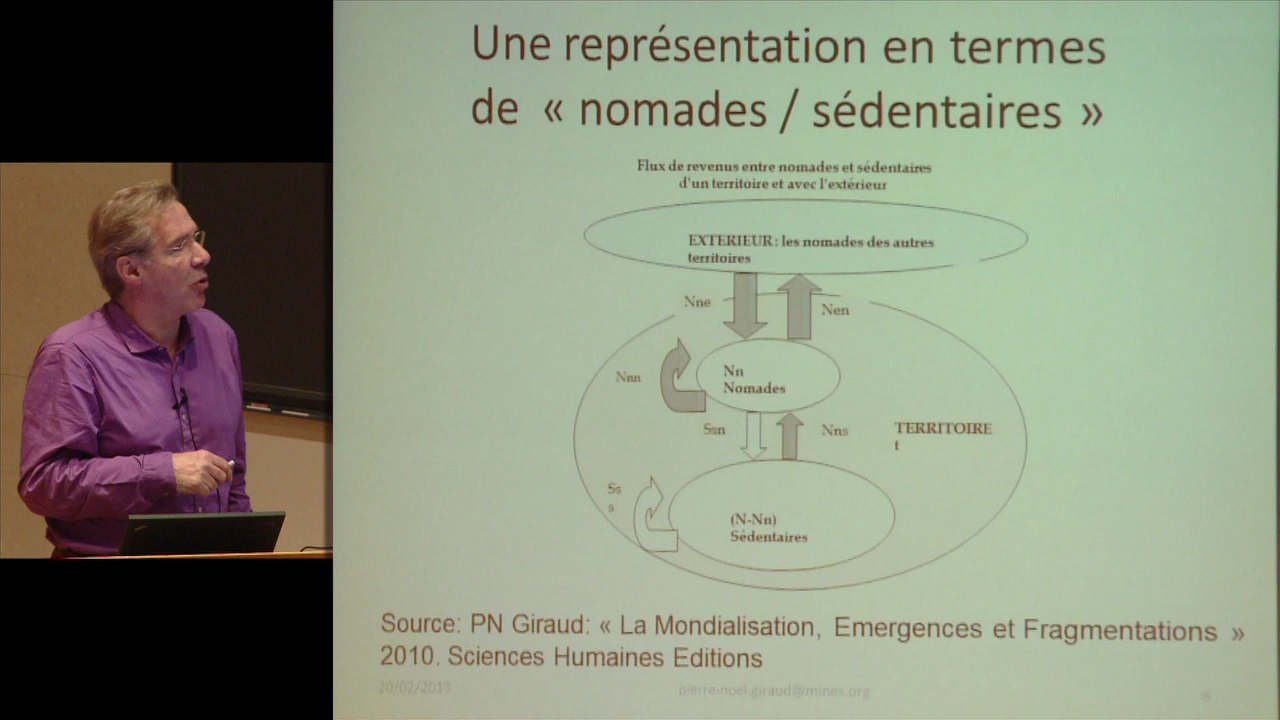 Une représentation en termes
de « nomades / sédentaires »
Flux de revenus entre nomades et sédentaires
d'un territoire et avec l'extérieur
EXTERIEUR : les nomades des autres
territoires
Nne
Nen
Nnn
Nn
Nomades
Ssn
Nns
TERRITOIRE
t
Ss
s
(N-Nn)
Sédentaires
Source: PN Giraud: « La Mondialisation, Emergences et Fragmentations »
2010. Sciences Humaines Editions
20/02/2013
pierre-noel.giraud@mines.org
8